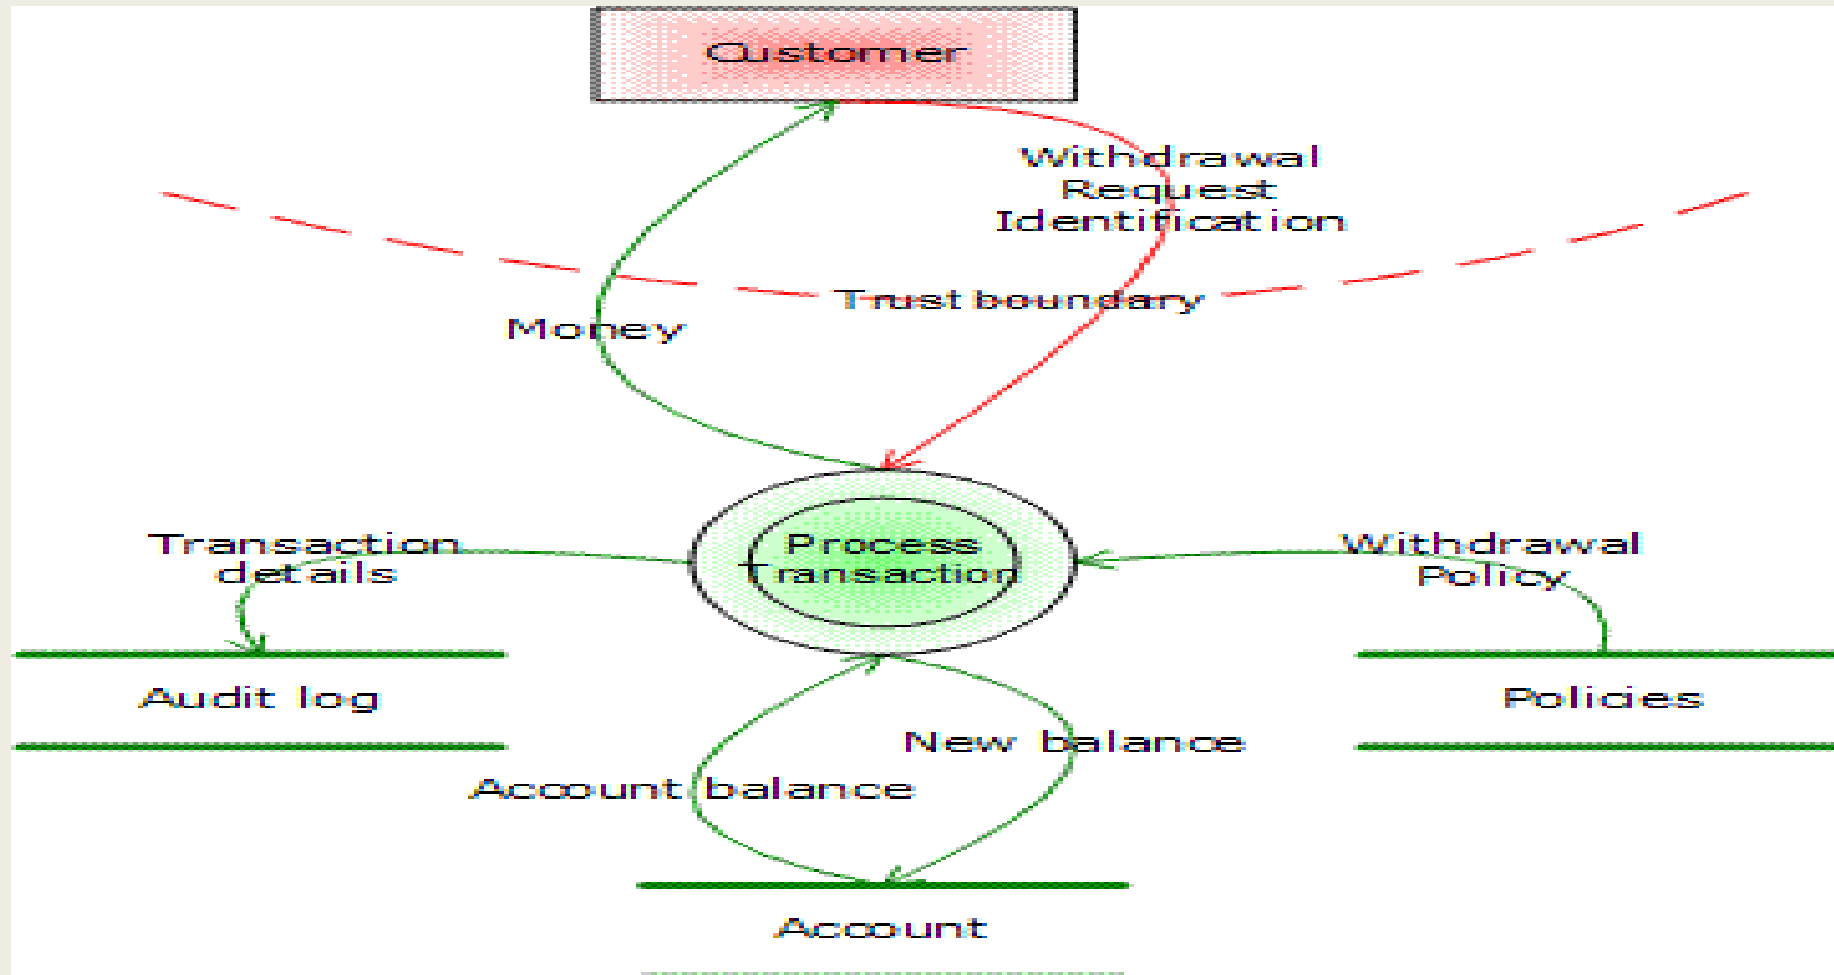 Customer
Withdrawal
Request
Identification
Trust boundary
Money
Process
Transaction
Transaction
details
Withdrawal
Policy
Audit log
Policies
New balance
Account balance
Account